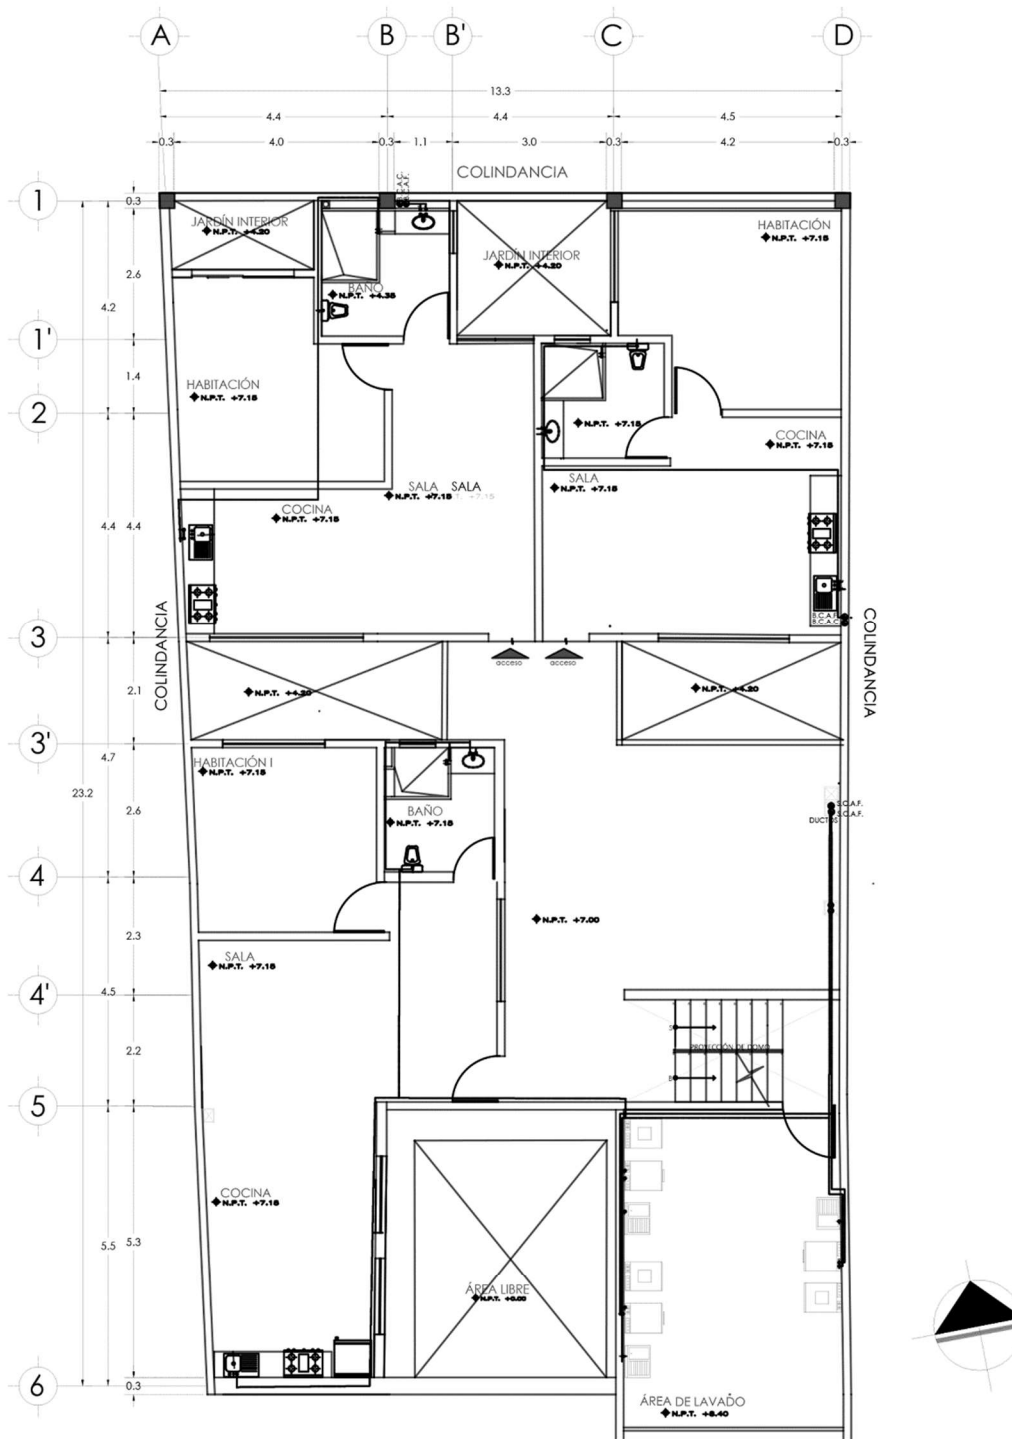 A B B' C D
13.3
4.4 4.4 4.5
0.3 4.0 0.3 1.1 3.0 0.3 4.2 0.3
COLINDANCIA
1
0.3
B.C.A.C.
B.C.A.F.
JARDÍN INTERIOR
N.P.T. +4.20
HABITACIÓN
N.P.T. +7.15
JARDÍN INTERIOR
N.P.T. +4.20
2.6
BAÑO
N.P.T. +4.35
4.2
1'
1.4
HABITACIÓN
N.P.T. +7.15
2
N.P.T. +7.15
COCINA
N.P.T. +7.15
SALA SALA
N.P.T. +7.15
SALA
N.P.T. +7.15
COCINA
N.P.T. +7.15
4.4 4.4
COLINDANCIA
B.C.A.F.
B.C.A.C.
COLINDANCIA
3
acceso acceso
2.1
N.P.T. +4.20
N.P.T. +4.20
3'
4.7
HABITACIÓN I
N.P.T. +7.15
23.2
2.6
BAÑO
N.P.T. +7.15
S.C.A.F.
S.C.A.F.
DUCTOS
4
N.P.T. +7.00
2.3
SALA
N.P.T. +7.15
4'
4.5
S
2.2
PROYECCIÓN DE DOMO
B
5
COCINA
N.P.T. +7.15
5.5 5.3
ÁREA LIBRE
N.P.T. +0.00
6
0.3
ÁREA DE LAVADO
N.P.T. +8.40